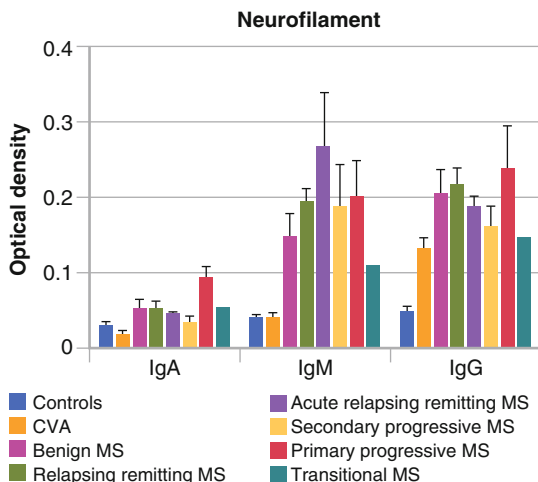 Neurofilament
Optical density
0.4
0.3
0.2
0.1
0
IgA IgM IgG
Controls
CVA
Benign MS
Relapsing remitting MS
Acute relapsing remitting MS
Secondary progressive MS
Primary progressive MS
Transitional MS